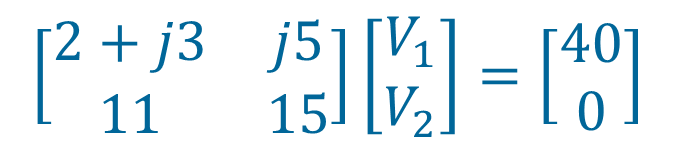 [2 + j3 j5] [V₁] = [40]
[11 15] [V₂] [0]